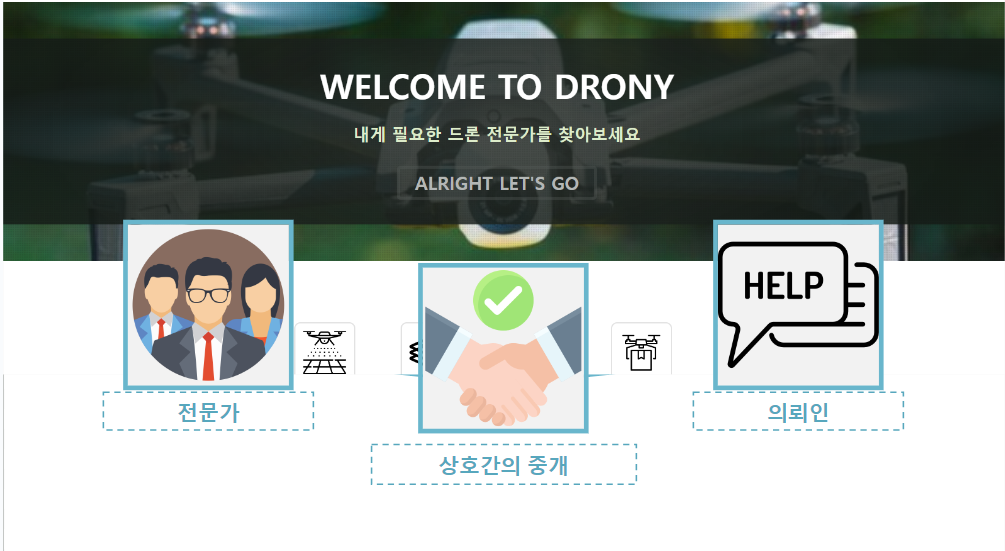 WELCOME TO DRONY
내게 필요한 드론 전문가를 찾아보세요
ALRIGHT LET'S GO
HELP
전문가
의뢰인
상호간의 중개